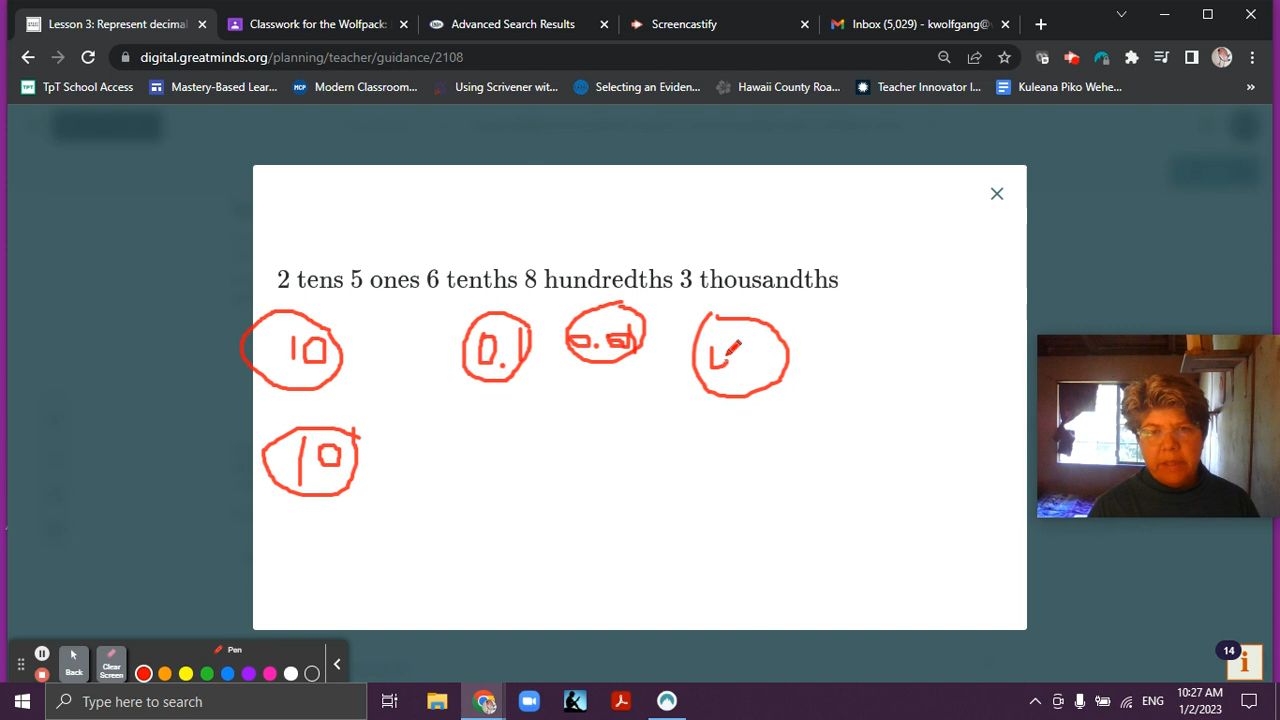 Lesson 3: Represent decimal
Classwork for the Wolfpack:
Advanced Search Results
Screencastify
Inbox (5,029) - kwolfgang@
digital.greatminds.org/planning/teacher/guidance/2108
TpT School Access
Mastery-Based Lear...
Modern Classroom...
Using Scrivener wit...
Selecting an Eviden...
Hawaii County Roa...
Teacher Innovator I...
Kuleana Piko Wehe...
»
2 tens 5 ones 6 tenths 8 hundredths 3 thousandths
10
0.1
10
Pen
Back
Clear
Screen
14
i
Type here to search
ENG
10:27 AM
1/2/2023